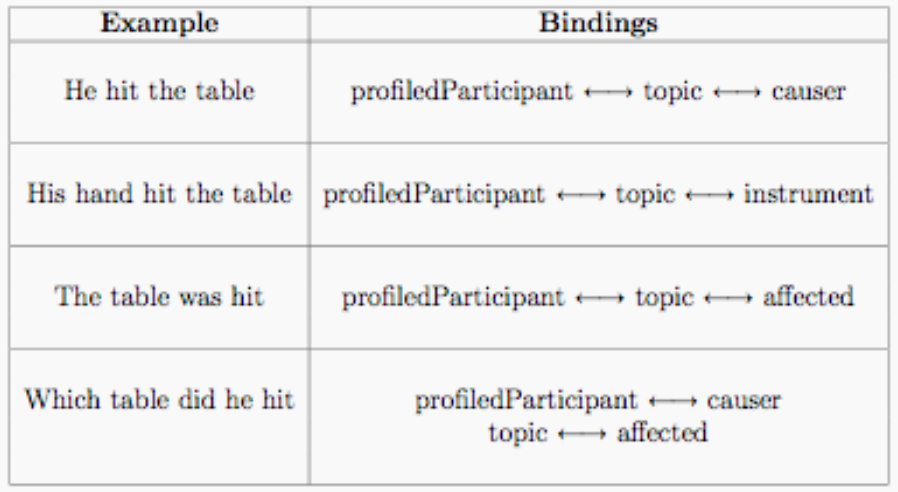 Example Bindings
He hit the table profiledParticipant ⟷ topic ⟷ causer
His hand hit the table profiledParticipant ⟷ topic ⟷ instrument
The table was hit profiledParticipant ⟷ topic ⟷ affected
Which table did he hit profiledParticipant ⟷ causer
topic ⟷ affected